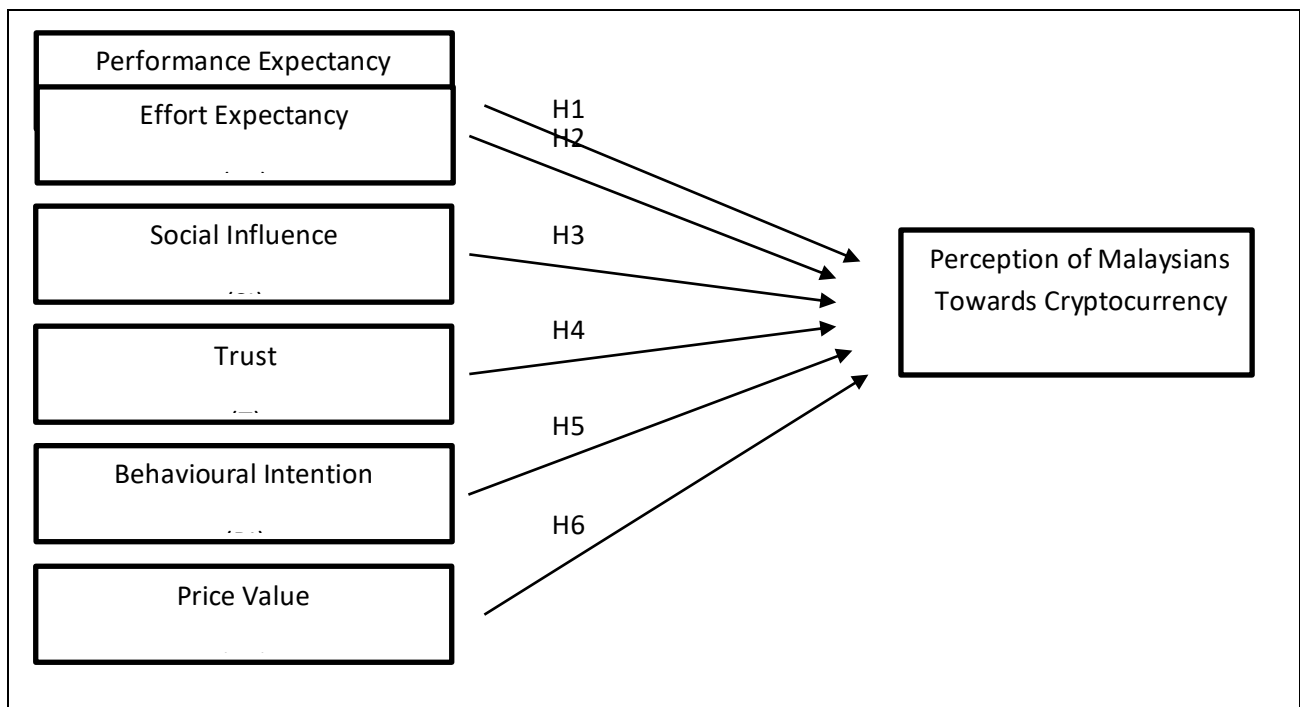 Performance Expectancy
Effort Expectancy
H1
H2
Social Influence
H3
Trust
H4
Behavioural Intention
H5
Price Value
H6
Perception of Malaysians
Towards Cryptocurrency